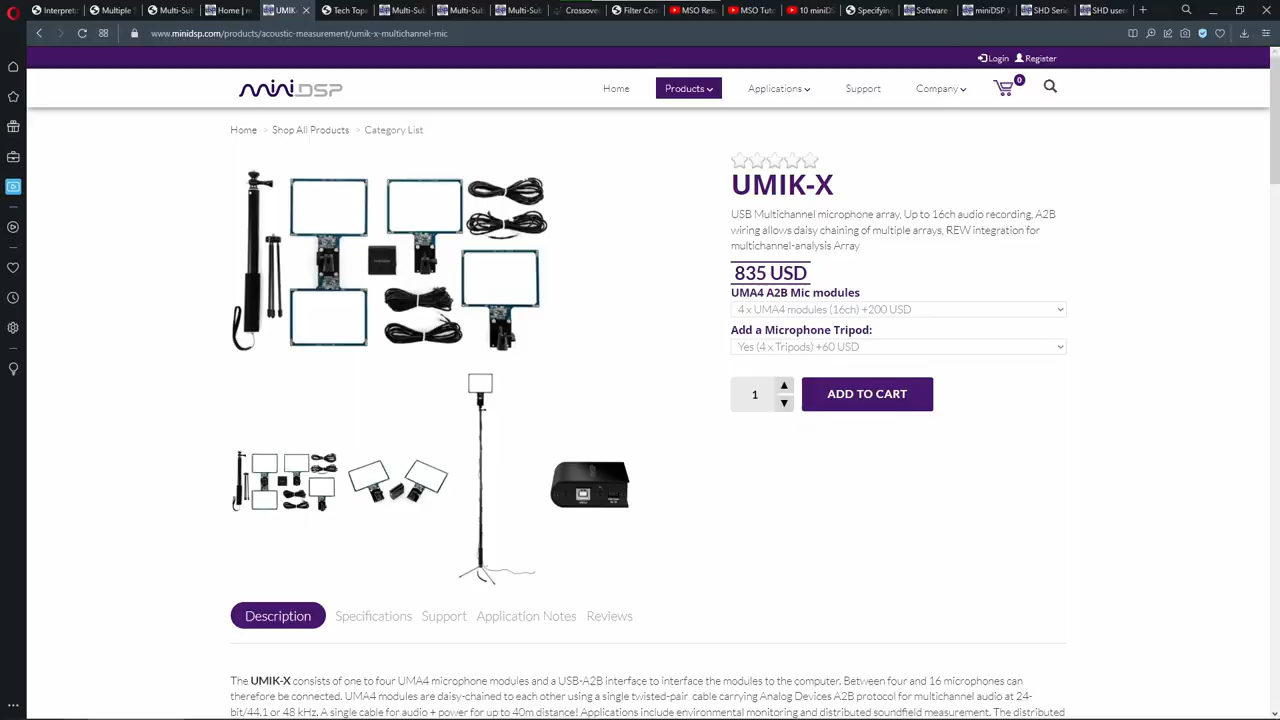 Interpret
Multiple S
Multi-Sub
Home | m
UMIK-X
Tech Tops
Multi-Sub
Multi-Sub
Multi-Sub
Crossove
Filter Con
MSO Res
MSO Tuto
10 miniDS
Specifying
Software
miniDSP S
SHD Serie
SHD user
www.minidsp.com/products/acoustic-measurement/umik-x-multichannel-mic
Login Register
miniDSP
Home Products Applications Support Company 0
Home > Shop All Products > Category List
UMIK-X
USB Multichannel microphone array, Up to 16ch audio recording, A2B
wiring allows daisy chaining of multiple arrays, REW integration for
multichannel-analysis Array
835 USD
UMA4 A2B Mic modules
4 x UMA4 modules (16ch) +200 USD
Add a Microphone Tripod:
Yes (4 x Tripods) +60 USD
1 ADD TO CART
Description Specifications Support Application Notes Reviews
The UMIK-X consists of one to four UMA4 microphone modules and a USB-A2B interface to interface the modules to the computer. Between four and 16 microphones can
therefore be connected. UMA4 modules are daisy-chained to each other using a single twisted-pair cable carrying Analog Devices A2B protocol for multichannel audio at 24-
bit/44.1 or 48 kHz. A single cable for audio + power for up to 40m distance! Applications include environmental monitoring and distributed soundfield measurement. The distributed